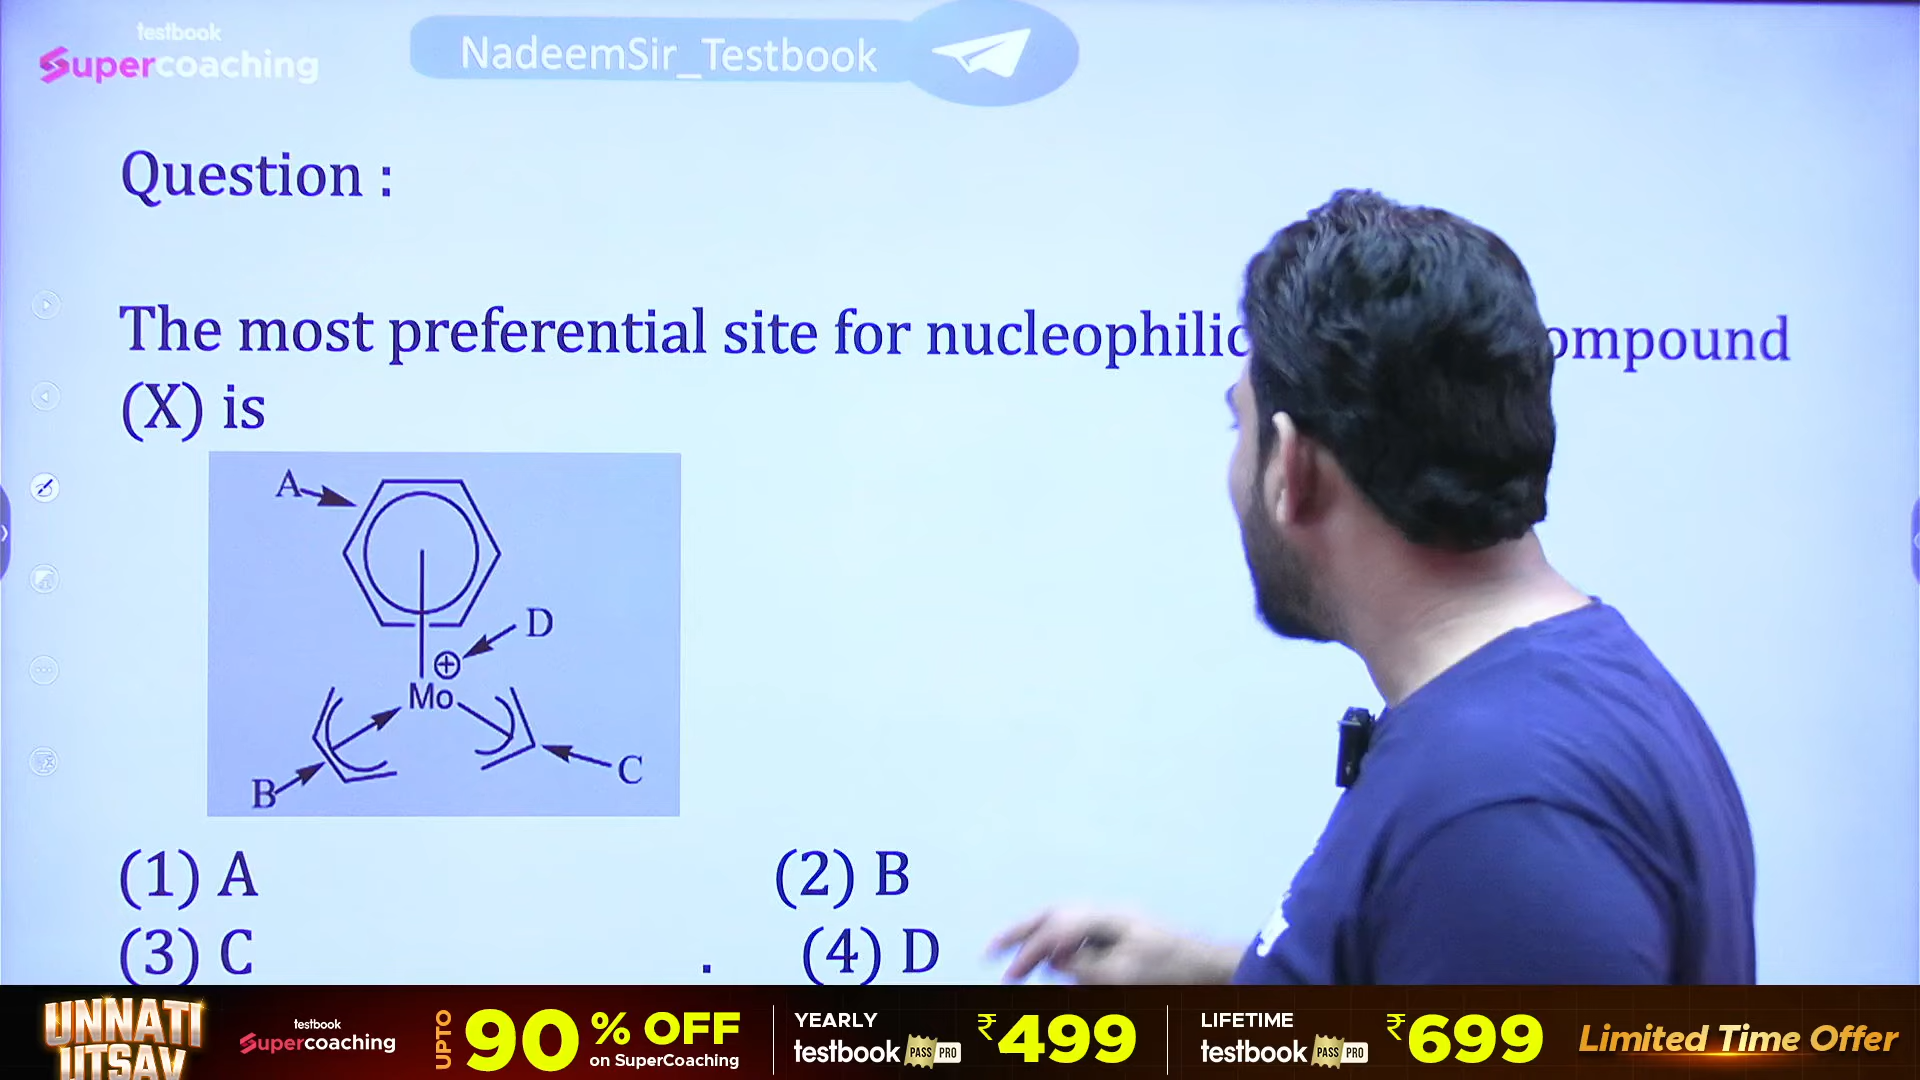 testbook
Supercoaching
NadeemSir_Testbook
Question :
The most preferential site for nucleophilic
(X) is
A
D
Mo
B
C
(1) A
(2) B
(3) C
. (4) D
UNNATI
UTSAV
testbook
Supercoaching
UPTO
90 % OFF
on SuperCoaching
YEARLY
testbook PASS PRO
₹499
LIFETIME
testbook PASS PRO
₹699
Limited Time Offer